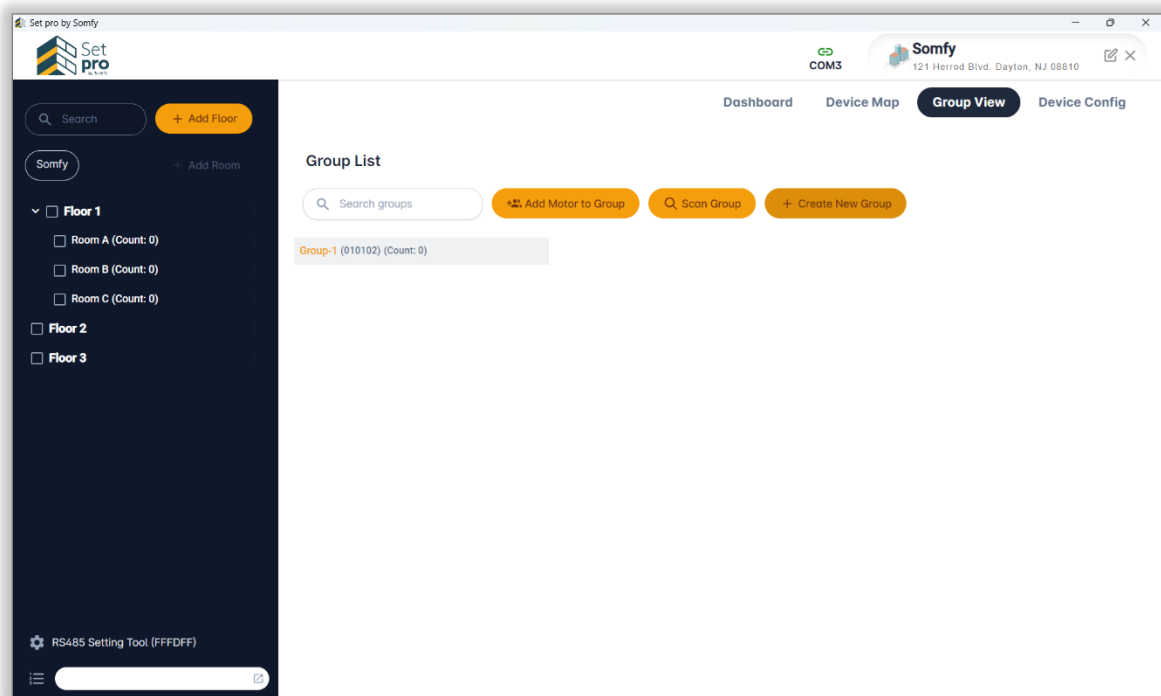 Set pro by Somfy
Set
pro
by Somfy
COM3
Somfy
121 Herrod Blvd. Dayton, NJ 08810
Search
+ Add Floor
Somfy
+ Add Room
Floor 1
Room A (Count: 0)
Room B (Count: 0)
Room C (Count: 0)
Floor 2
Floor 3
RS485 Setting Tool (FFFDFF)
Dashboard Device Map Group View Device Config
Group List
Search groups
Add Motor to Group
Scan Group
+ Create New Group
Group-1 (010102) (Count: 0)